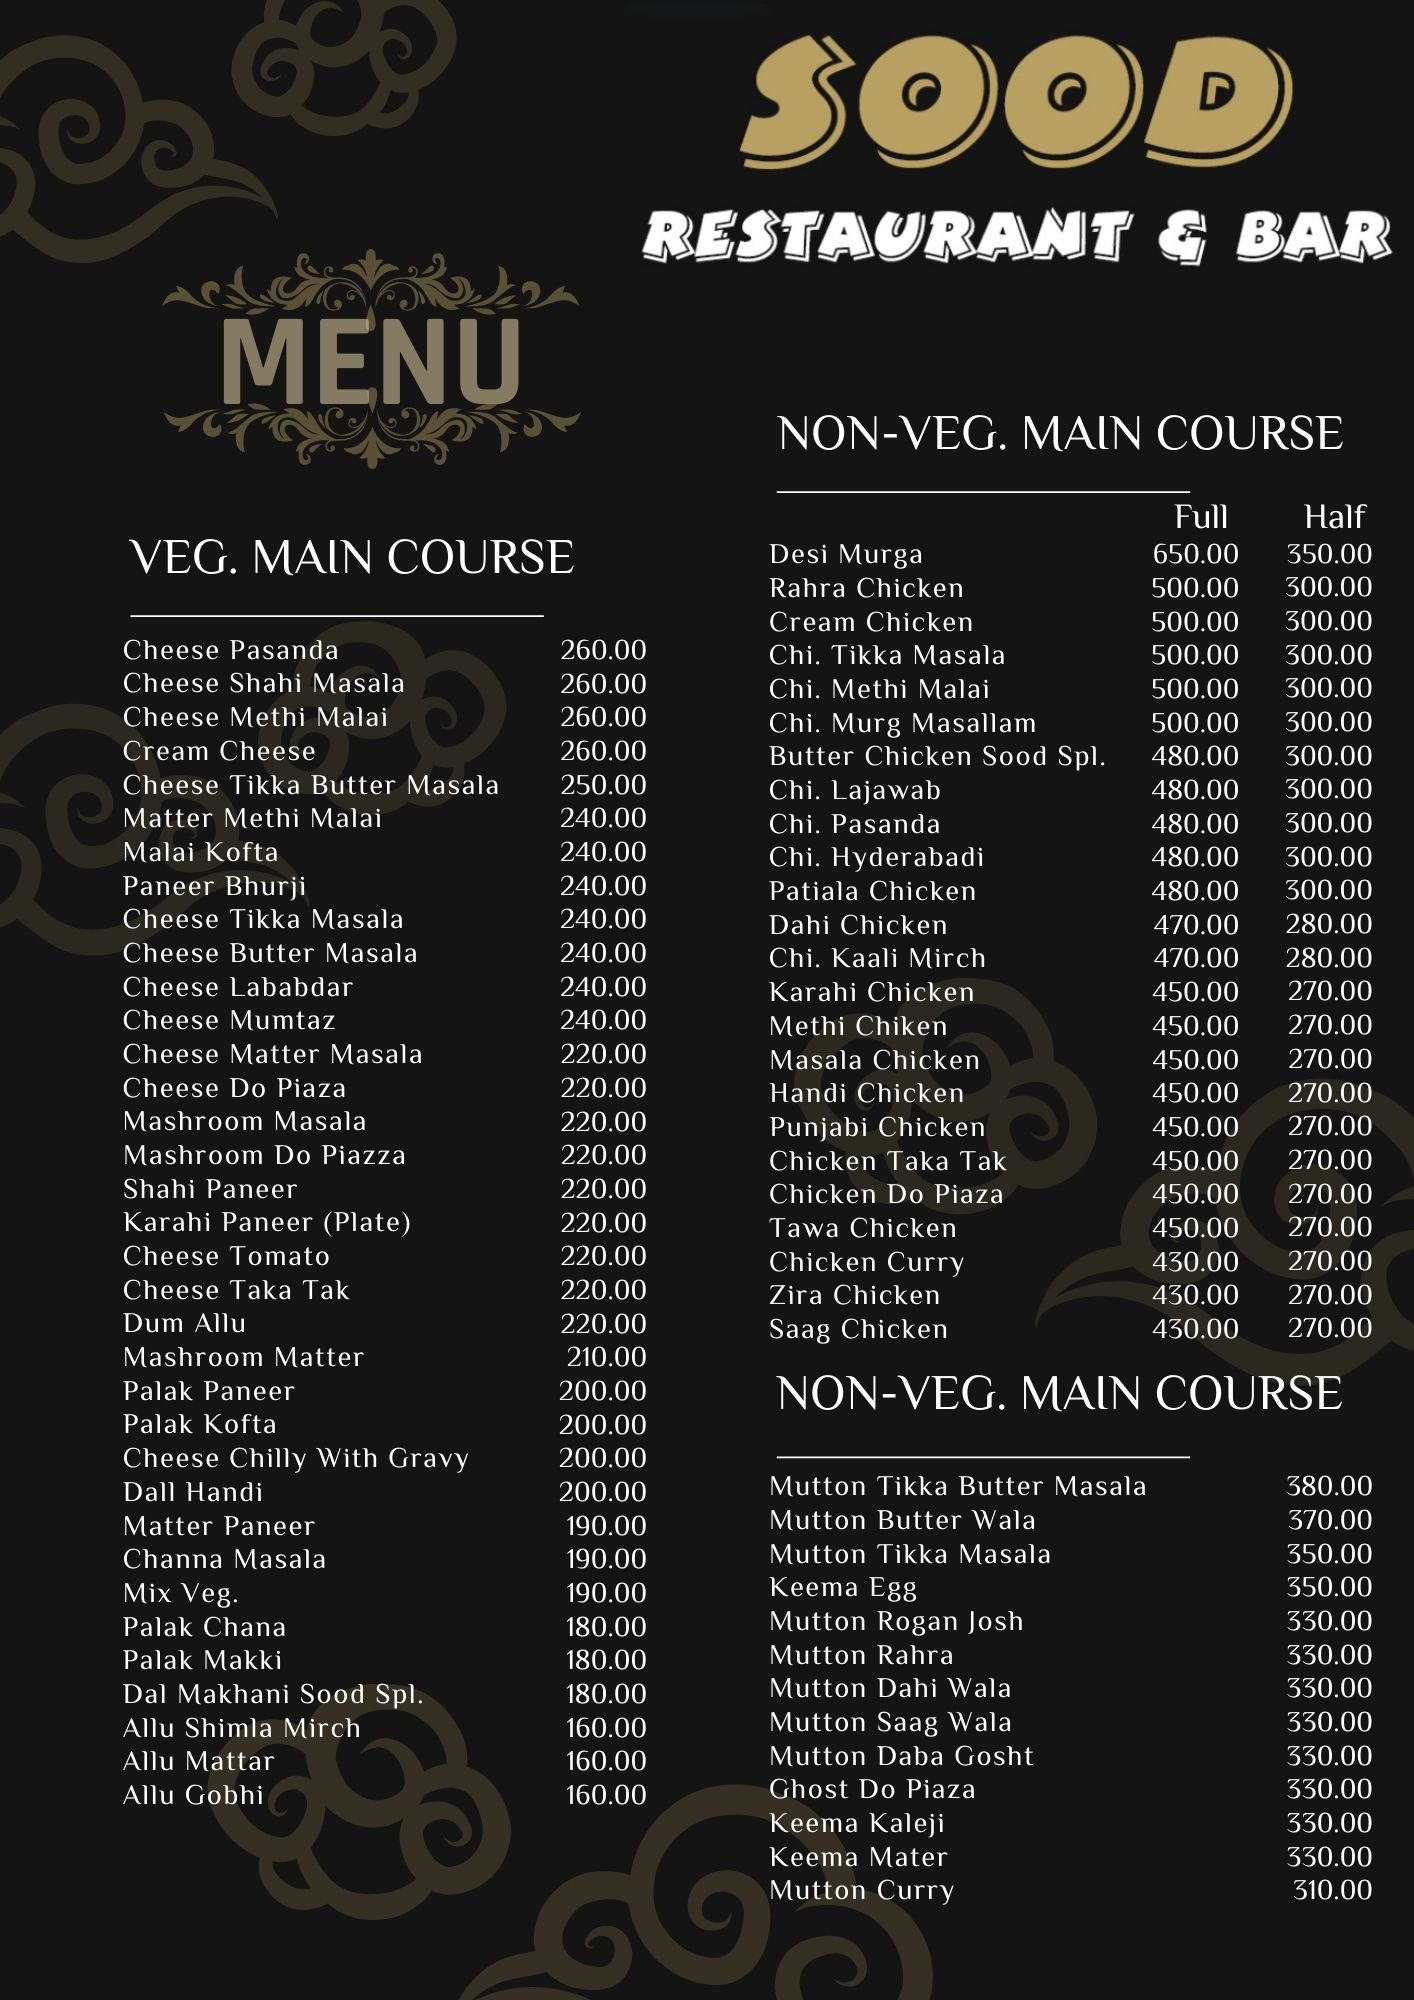 SOOD
RESTAURANT & BAR
MENU
VEG. MAIN COURSE
Cheese Pasanda 260.00
Cheese Shahi Masala 260.00
Cheese Methi Malai 260.00
Cream Cheese 260.00
Cheese Tikka Butter Masala 250.00
Matter Methi Malai 240.00
Malai Kofta 240.00
Paneer Bhurji 240.00
Cheese Tikka Masala 240.00
Cheese Butter Masala 240.00
Cheese Lababdar 240.00
Cheese Mumtaz 240.00
Cheese Matter Masala 220.00
Cheese Do Piaza 220.00
Mashroom Masala 220.00
Mashroom Do Piazza 220.00
Shahi Paneer 220.00
Karahi Paneer (Plate) 220.00
Cheese Tomato 220.00
Cheese Taka Tak 220.00
Dum Allu 220.00
Mashroom Matter 210.00
Palak Paneer 200.00
Palak Kofta 200.00
Cheese Chilly With Gravy 200.00
Dall Handi 200.00
Matter Paneer 190.00
Channa Masala 190.00
Mix Veg. 190.00
Palak Chana 180.00
Palak Makki 180.00
Dal Makhani Sood Spl. 180.00
Allu Shimla Mirch 160.00
Allu Mattar 160.00
Allu Gobhi 160.00
NON-VEG. MAIN COURSE
Full Half
Desi Murga 650.00 350.00
Rahra Chicken 500.00 300.00
Cream Chicken 500.00 300.00
Chi. Tikka Masala 500.00 300.00
Chi. Methi Malai 500.00 300.00
Chi. Murg Masallam 500.00 300.00
Butter Chicken Sood Spl. 480.00 300.00
Chi. Lajawab 480.00 300.00
Chi. Pasanda 480.00 300.00
Chi. Hyderabadi 480.00 300.00
Patiala Chicken 480.00 300.00
Dahi Chicken 470.00 280.00
Chi. Kaali Mirch 470.00 280.00
Karahi Chicken 450.00 270.00
Methi Chiken 450.00 270.00
Masala Chicken 450.00 270.00
Handi Chicken 450.00 270.00
Punjabi Chicken 450.00 270.00
Chicken Taka Tak 450.00 270.00
Chicken Do Piaza 450.00 270.00
Tawa Chicken 450.00 270.00
Chicken Curry 430.00 270.00
Zira Chicken 430.00 270.00
Saag Chicken 430.00 270.00
NON-VEG. MAIN COURSE
Mutton Tikka Butter Masala 380.00
Mutton Butter Wala 370.00
Mutton Tikka Masala 350.00
Keema Egg 350.00
Mutton Rogan Josh 330.00
Mutton Rahra 330.00
Mutton Dahi Wala 330.00
Mutton Saag Wala 330.00
Mutton Daba Gosht 330.00
Ghost Do Piaza 330.00
Keema Kaleji 330.00
Keema Mater 330.00
Mutton Curry 310.00